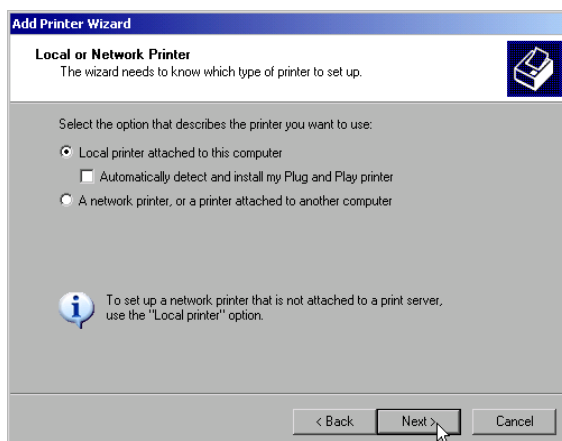 Add Printer Wizard
Local or Network Printer
The wizard needs to know which type of printer to set up.
Select the option that describes the printer you want to use:
Local printer attached to this computer
Automatically detect and install my Plug and Play printer
A network printer, or a printer attached to another computer
To set up a network printer that is not attached to a print server,
use the "Local printer" option.
< Back
Next >
Cancel